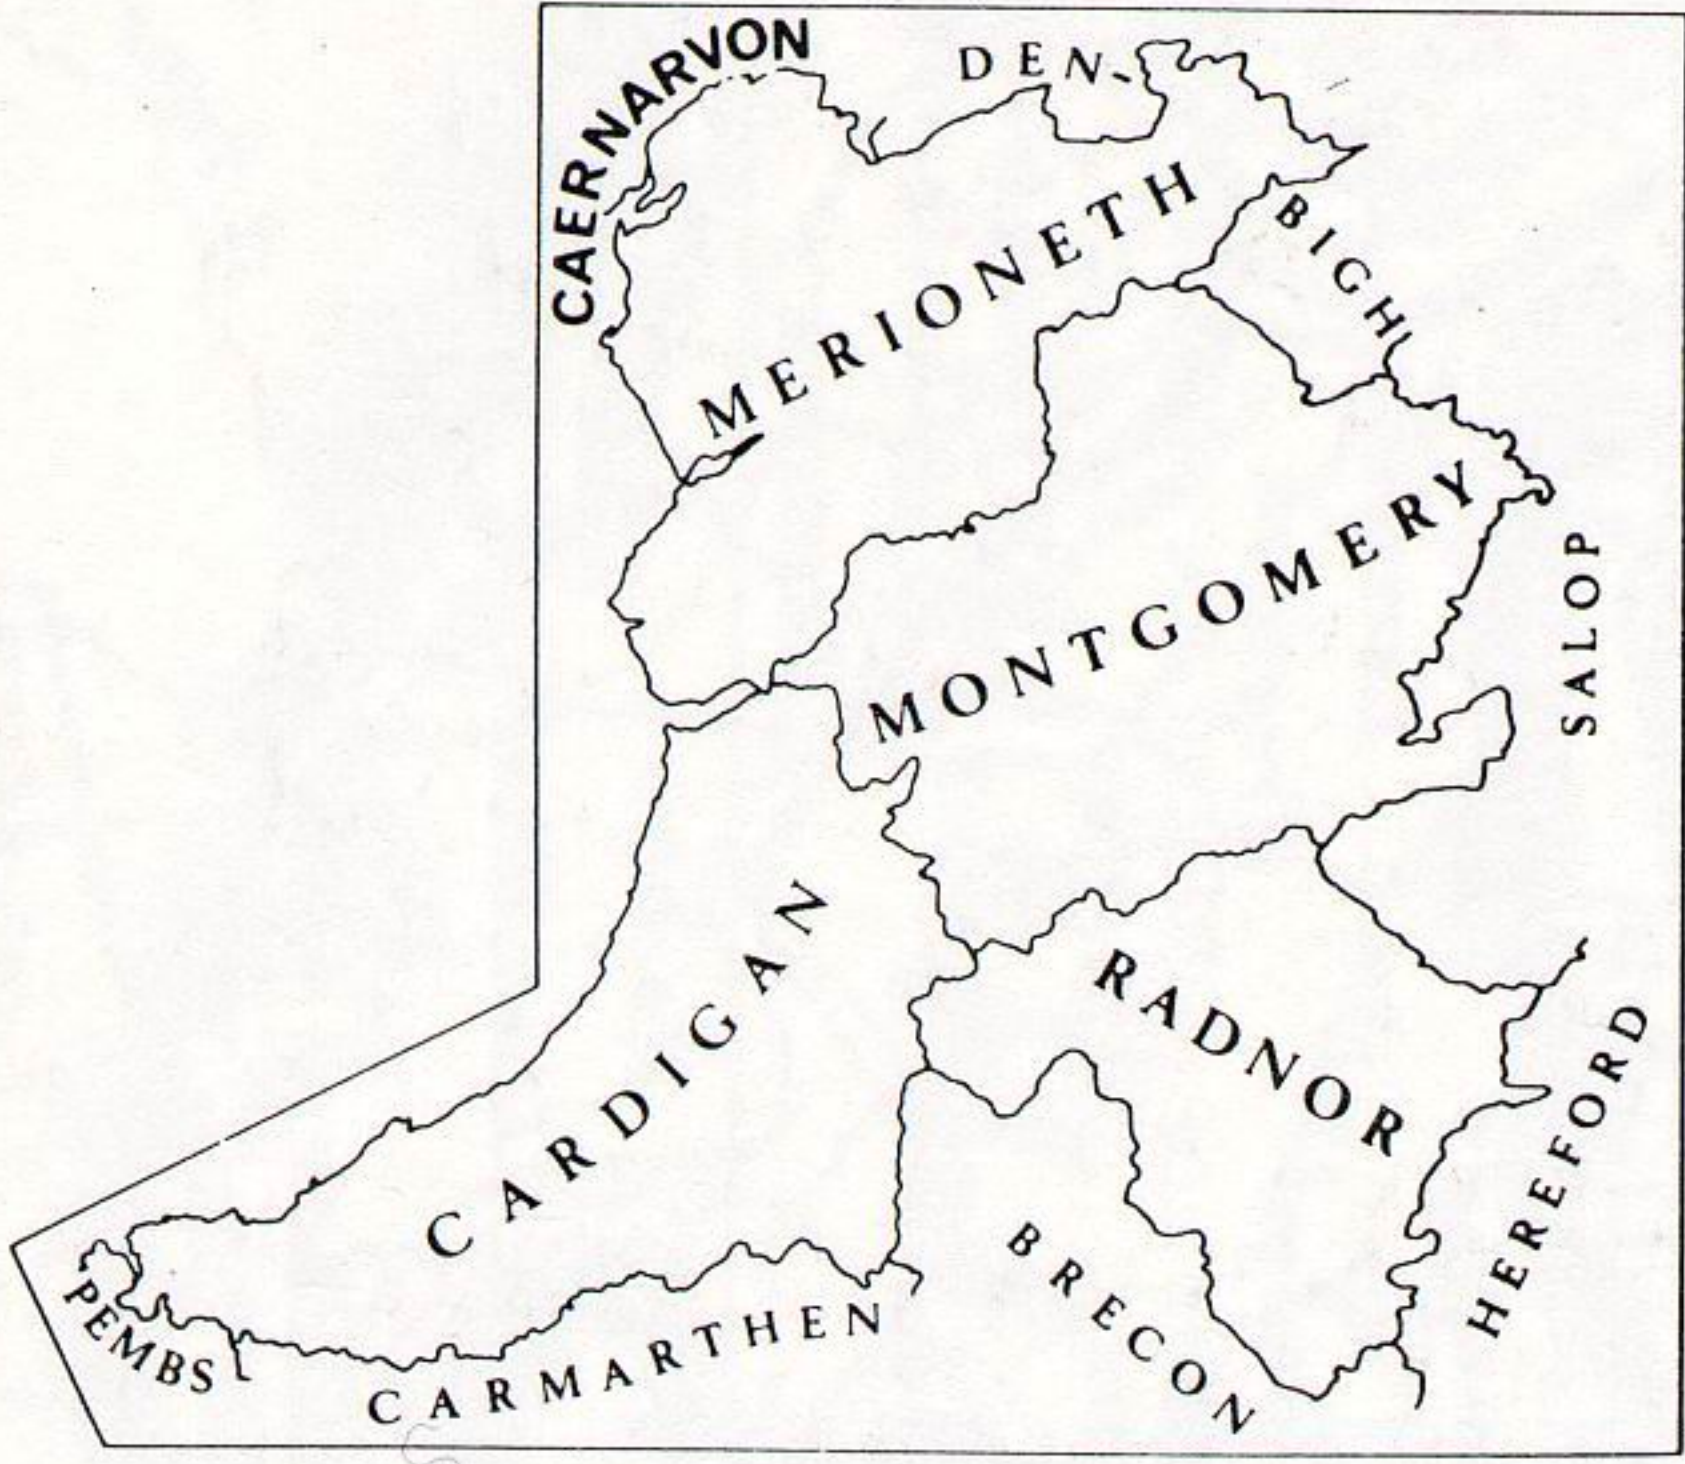 CAERNARVON
DEN-
BIGH
MERIONETH
MONTGOMERY
SALOP
CARDIGAN
RADNOR
HEREFORD
BRECON
PEMBS
CARMARTHEN